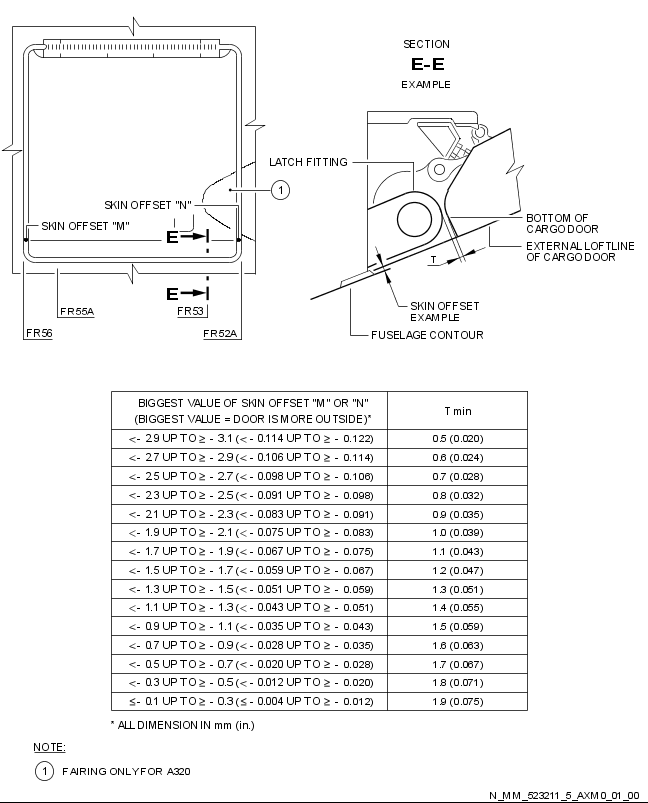 SECTION
E-E
EXAMPLE
LATCH FITTING
1
SKIN OFFSET "N"
SKIN OFFSET "M"
E
E
BOTTOM OF
CARGO DOOR
EXTERNAL LOFTLINE
OF CARGO DOOR
T
SKIN OFFSET
EXAMPLE
FUSELAGE CONTOUR
FR55A
FR53
FR56
FR52A
BIGGEST VALUE OF SKIN OFFSET "M" OR "N"
(BIGGEST VALUE = DOOR IS MORE OUTSIDE)*
T min
<- 2.9 UP TO ≥ - 3.1 (< - 0.114 UP TO ≥ - 0.122) 0.5 (0.020)
<- 2.7 UP TO ≥ - 2.9 (< - 0.106 UP TO ≥ - 0.114) 0.6 (0.024)
<- 2.5 UP TO ≥ - 2.7 (< - 0.098 UP TO ≥ - 0.106) 0.7 (0.028)
<- 2.3 UP TO ≥ - 2.5 (< - 0.091 UP TO ≥ - 0.098) 0.8 (0.032)
<- 2.1 UP TO ≥ - 2.3 (< - 0.083 UP TO ≥ - 0.091) 0.9 (0.035)
<- 1.9 UP TO ≥ - 2.1 (< - 0.075 UP TO ≥ - 0.083) 1.0 (0.039)
<- 1.7 UP TO ≥ - 1.9 (< - 0.067 UP TO ≥ - 0.075) 1.1 (0.043)
<- 1.5 UP TO ≥ - 1.7 (< - 0.059 UP TO ≥ - 0.067) 1.2 (0.047)
<- 1.3 UP TO ≥ - 1.5 (< - 0.051 UP TO ≥ - 0.059) 1.3 (0.051)
<- 1.1 UP TO ≥ - 1.3 (< - 0.043 UP TO ≥ - 0.051) 1.4 (0.055)
<- 0.9 UP TO ≥ - 1.1 (< - 0.035 UP TO ≥ - 0.043) 1.5 (0.059)
<- 0.7 UP TO ≥ - 0.9 (< - 0.028 UP TO ≥ - 0.035) 1.6 (0.063)
<- 0.5 UP TO ≥ - 0.7 (< - 0.020 UP TO ≥ - 0.028) 1.7 (0.067)
<- 0.3 UP TO ≥ - 0.5 (< - 0.012 UP TO ≥ - 0.020) 1.8 (0.071)
≤- 0.1 UP TO ≥ - 0.3 (≤ - 0.004 UP TO ≥ - 0.012) 1.9 (0.075)
* ALL DIMENSION IN mm (in.)
NOTE:
1 FAIRING ONLY FOR A320
N_MM_523211_5_AXM0_01_00